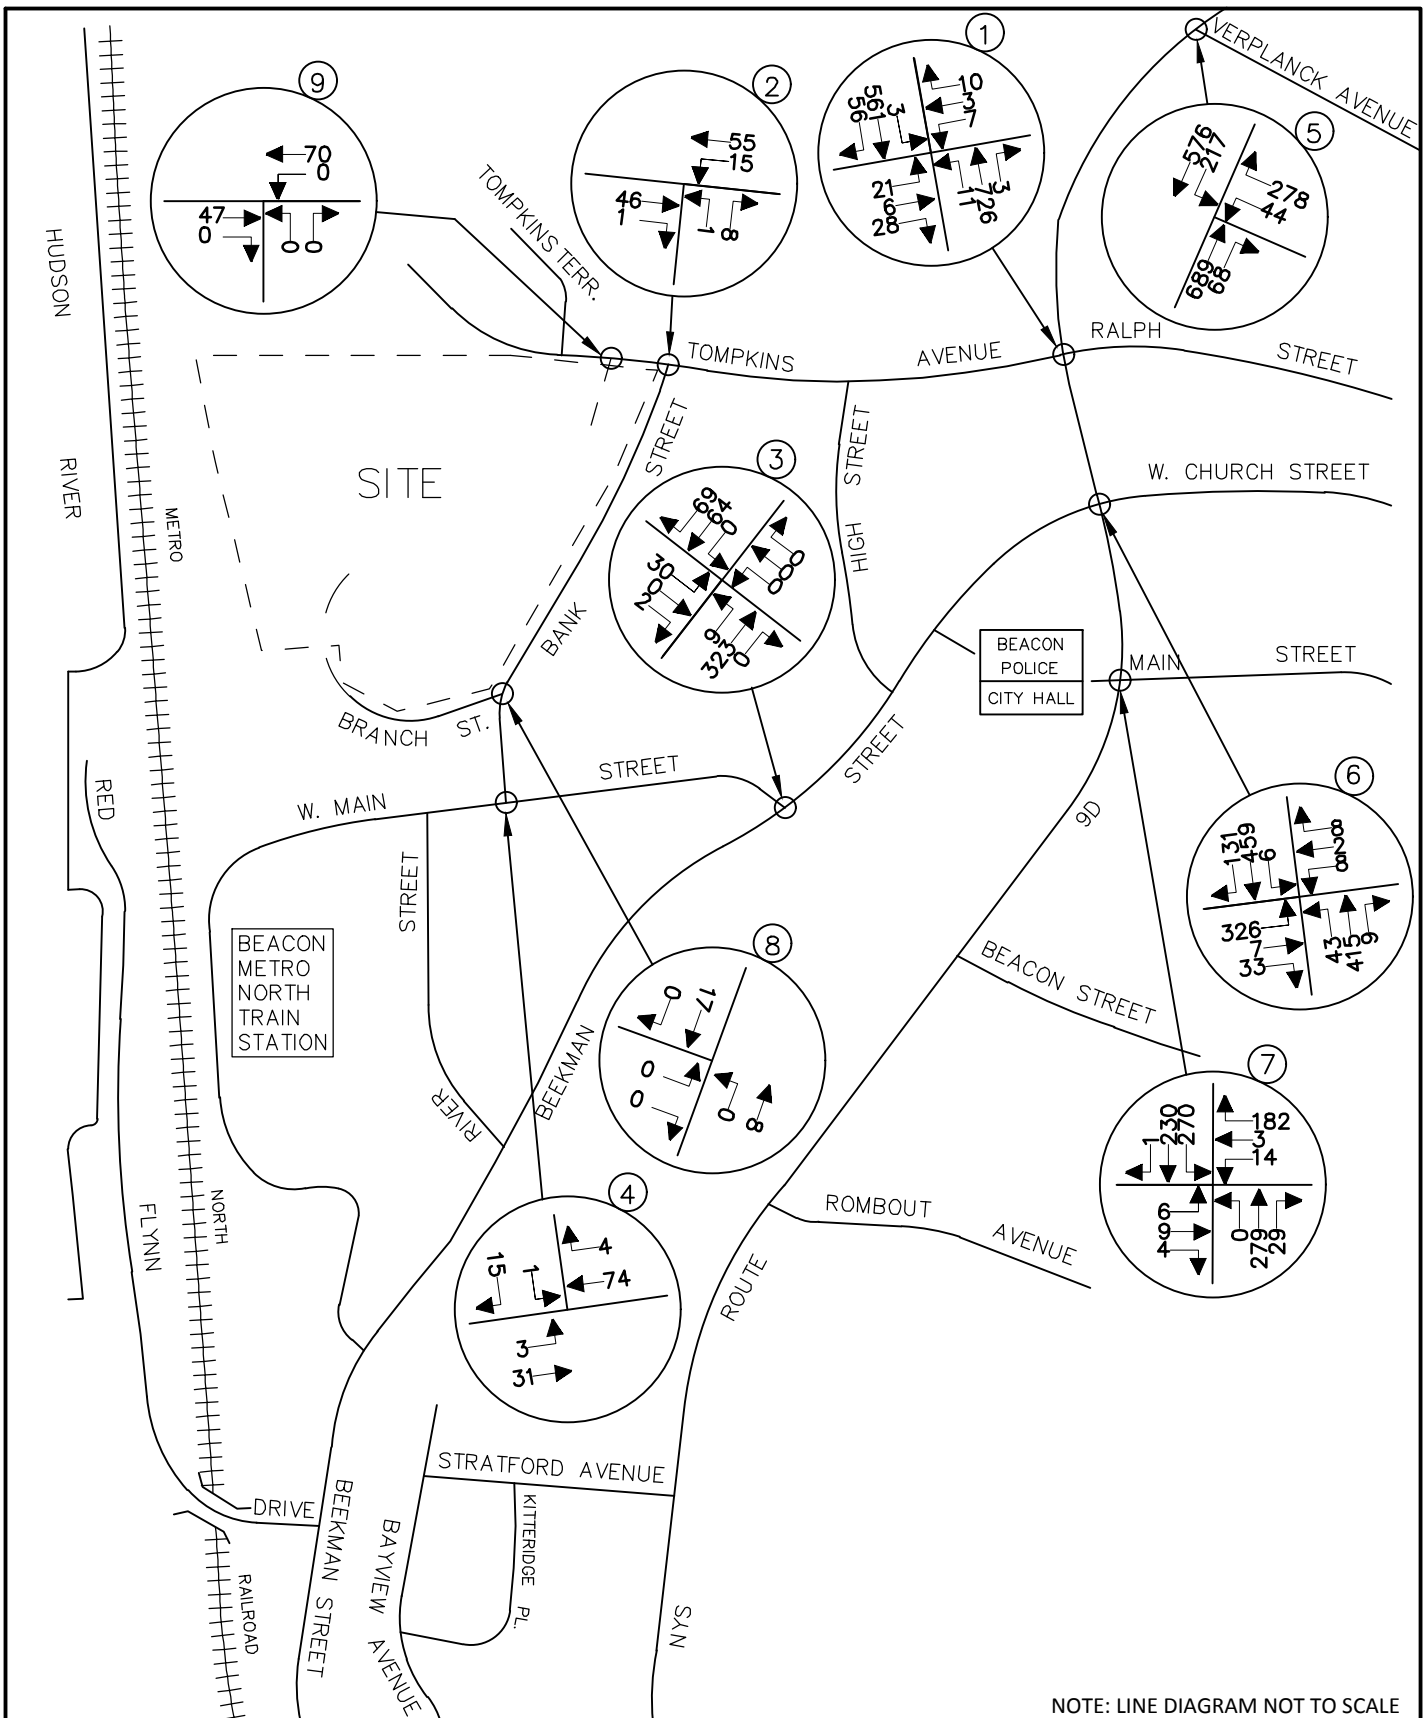 1
VERPLANCK AVENUE
9
2
5
10
3
7
56
561
3
21
6
28
11
726
3
70
0
47
0
0
0
55
15
46
1
1
8
576
217
278
44
689
68
TOMPKINS TERR.
HUDSON
RIVER
TOMPKINS
AVENUE
RALPH
STREET
SITE
STREET
BANK
3
69
64
0
0
0
0
30
0
2
9
323
0
STREET
HIGH
W. CHURCH STREET
METRO
BEACON
POLICE
CITY HALL
MAIN
STREET
BRANCH ST.
STREET
W. MAIN
STREET
RED
9D
6
131
459
6
8
2
8
326
7
33
43
415
9
STREET
BEACON
METRO
NORTH
TRAIN
STATION
8
0
17
0
0
0
8
BEACON STREET
BEEKMAN
RIVER
7
1
230
270
182
3
14
6
9
4
0
279
29
FLYNN
NORTH
4
15
1
4
74
3
31
ROMBOUT
AVENUE
ROUTE
STRATFORD AVENUE
DRIVE
BEEKMAN STREET
BAYVIEW AVENUE
KITTERIDGE PL.
RAILROAD
NYS
NOTE: LINE DIAGRAM NOT TO SCALE